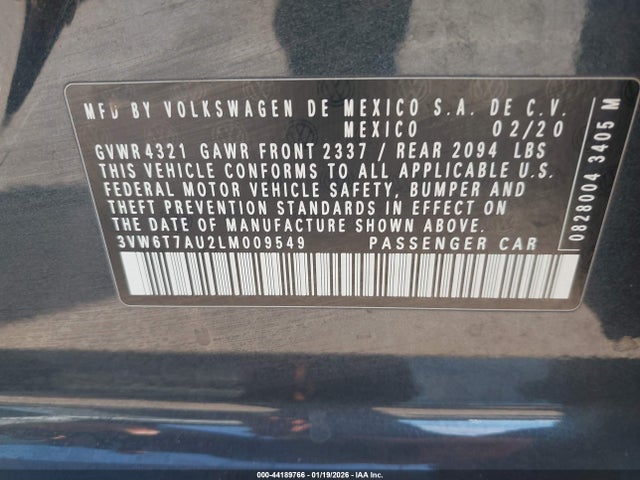 MFD BY VOLKSWAGEN DE MEXICO S.A. DE C.V.
MEXICO 02/20
GVWR 4321 GAWR FRONT 2337 / REAR 2094 LBS
THIS VEHICLE CONFORMS TO ALL APPLICABLE U.S.
FEDERAL MOTOR VEHICLE SAFETY, BUMPER AND
THEFT PREVENTION STANDARDS IN EFFECT ON
THE DATE OF MANUFACTURE SHOWN ABOVE.
3VW6T7AU2LM009549 PASSENGER CAR
0828004 3405 M
000-44189766 - 01/19/2026 - IAA Inc.